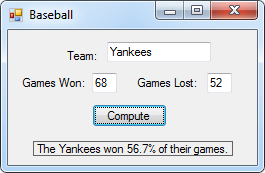 Baseball
Team: Yankees
Games Won: 68 Games Lost: 52
Compute
The Yankees won 56.7% of their games.